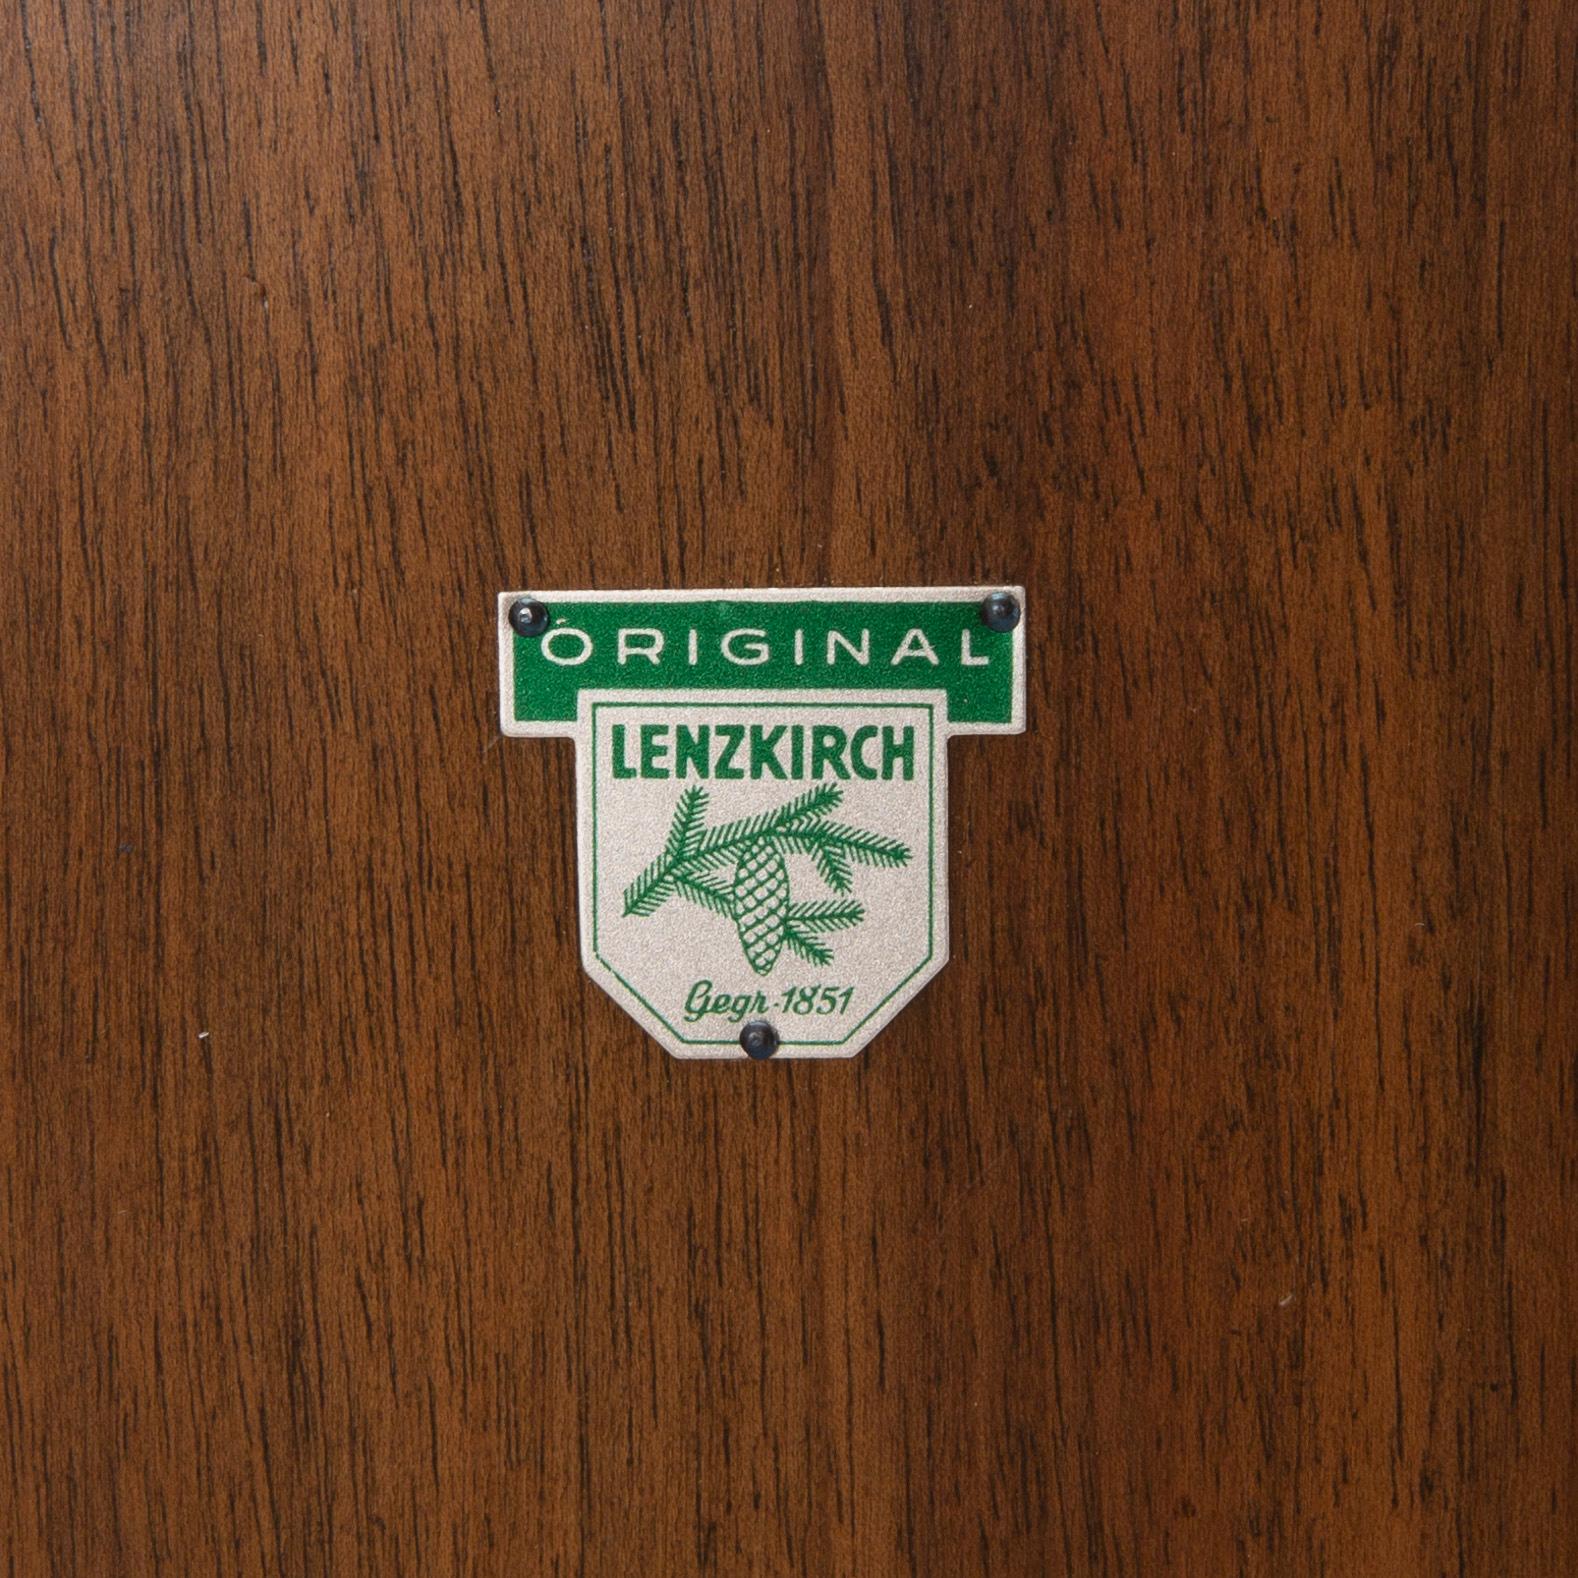 ORIGINAL
LENZKIRCH
Gegr. 1851